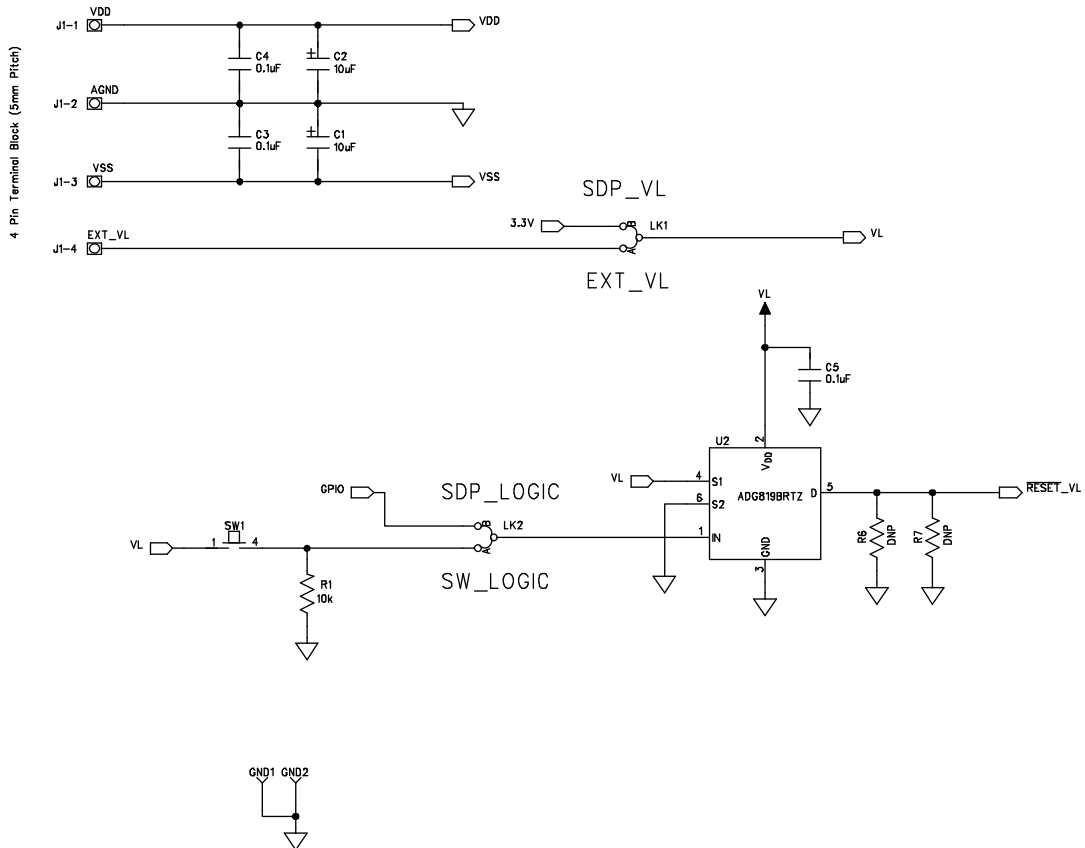 4 Pin Terminal Block (5mm Pitch)
VDD
J1-1
VDD
C4
0.1uF
+
C2
10uF
AGND
J1-2
C3
0.1uF
+
C1
10uF
VSS
J1-3
VSS
SDP_VL
3.3V
B
LK1
EXT_VL
J1-4
A
VL
EXT_VL
VL
C5
0.1uF
U2
2
VDD
VL
4
S1
ADG819BRTZ
D
5
RESET_VL
6
S2
1
IN
GND
3
R6
DNP
R7
DNP
GPIO
SDP_LOGIC
B
LK2
A
SW_LOGIC
SW1
VL
1
4
R1
10k
GND1
GND2